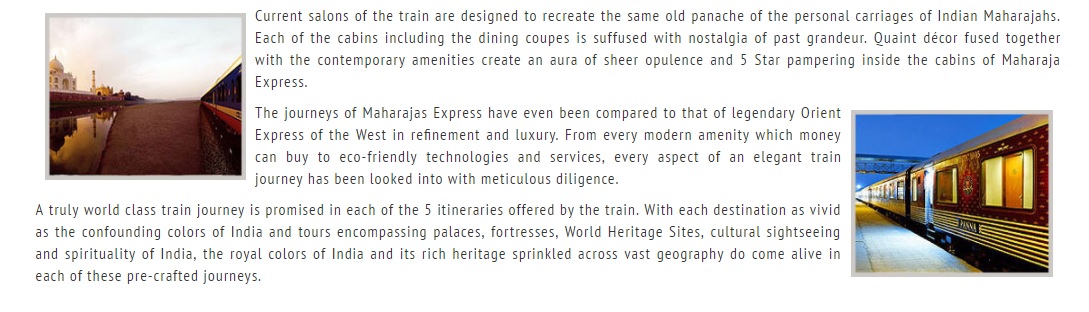 Current salons of the train are designed to recreate the same old panache of the personal carriages of Indian Maharajahs.
Each of the cabins including the dining coupes is suffused with nostalgia of past grandeur. Quaint décor fused together
with the contemporary amenities create an aura of sheer opulence and 5 Star pampering inside the cabins of Maharaja
Express.
The journeys of Maharajas Express have even been compared to that of legendary Orient
Express of the West in refinement and luxury. From every modern amenity which money
can buy to eco-friendly technologies and services, every aspect of an elegant train
journey has been looked into with meticulous diligence.
A truly world class train journey is promised in each of the 5 itineraries offered by the train. With each destination as vivid
as the confounding colors of India and tours encompassing palaces, fortresses, World Heritage Sites, cultural sightseeing
and spirituality of India, the royal colors of India and its rich heritage sprinkled across vast geography do come alive in
each of these pre-crafted journeys.
PANNA